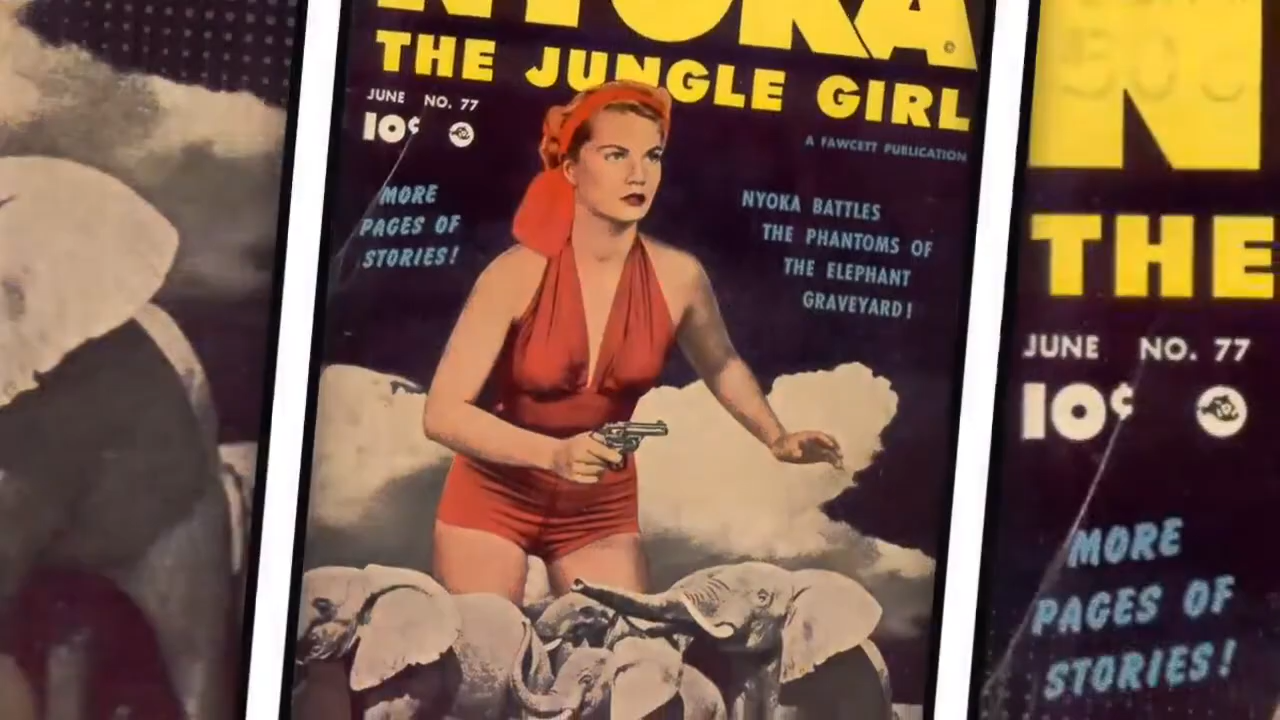 NYOKA
THE JUNGLE GIRL
JUNE NO. 77
10¢
A FAWCETT PUBLICATION
MORE
PAGES OF
STORIES!
NYOKA BATTLES
THE PHANTOMS OF
THE ELEPHANT
GRAVEYARD!
N
THE
JUNE NO. 77
10¢
MORE
PAGES OF
STORIES!